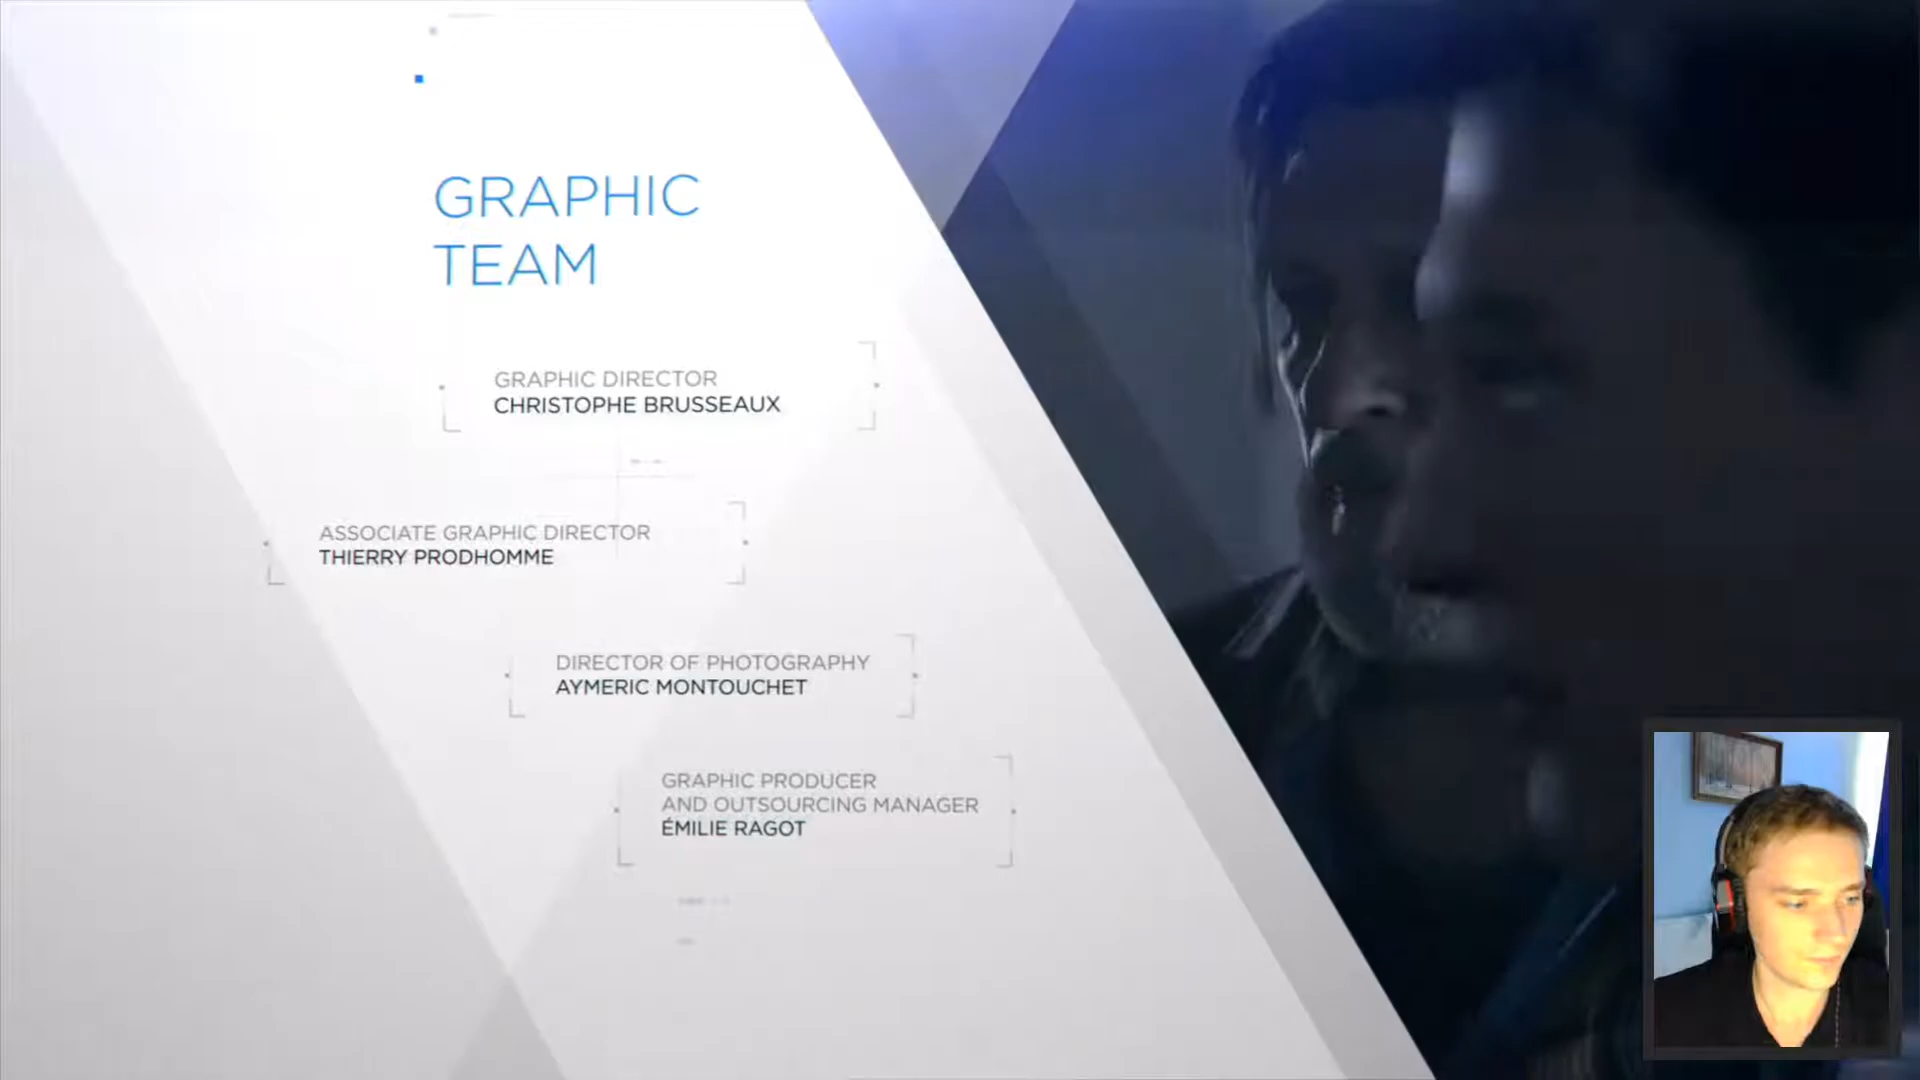 GRAPHIC
TEAM
GRAPHIC DIRECTOR
CHRISTOPHE BRUSSEAUX
ASSOCIATE GRAPHIC DIRECTOR
THIERRY PRODHOMME
DIRECTOR OF PHOTOGRAPHY
AYMERIC MONTOUCHET
GRAPHIC PRODUCER
AND OUTSOURCING MANAGER
ÉMILIE RAGOT